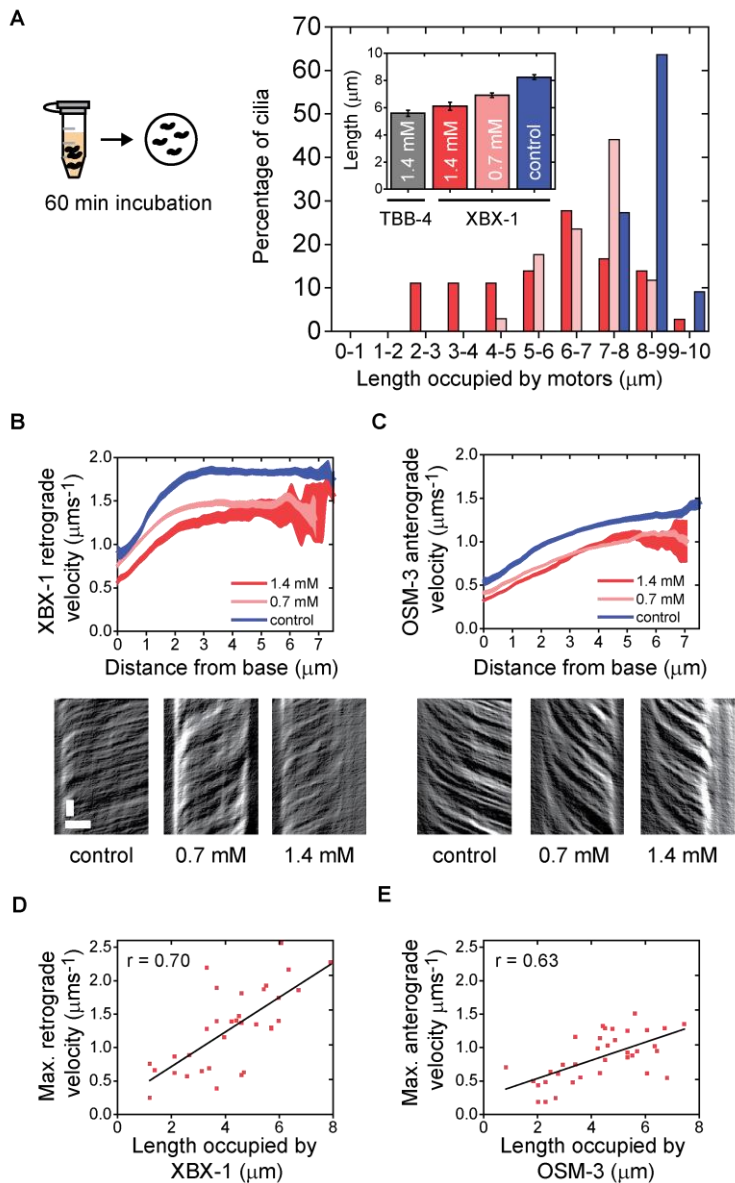 A
60 min incubation
Percentage of cilia
70
60
50
40
30
20
10
0
Length (μm)
10
8
6
4
2
0
1.4 mM
1.4 mM
0.7 mM
control
TBB-4
XBX-1
0-1 1-2 2-3 3-4 4-5 5-6 6-7 7-8 8-9 9-10
Length occupied by motors (μm)
B
XBX-1 retrograde
velocity (μms-1)
2.0
1.5
1.0
0.5
0.0
1.4 mM
0.7 mM
control
0 1 2 3 4 5 6 7
Distance from base (μm)
C
OSM-3 anterograde
velocity (μms-1)
2.0
1.5
1.0
0.5
0.0
1.4 mM
0.7 mM
control
0 1 2 3 4 5 6 7
Distance from base (μm)
control 0.7 mM 1.4 mM
control 0.7 mM 1.4 mM
D
Max. retrograde
velocity (μms-1)
2.5
2.0
1.5
1.0
0.5
0.0
r = 0.70
0 2 4 6 8
Length occupied by
XBX-1 (μm)
E
Max. anterograde
velocity (μms-1)
2.5
2.0
1.5
1.0
0.5
0.0
r = 0.63
0 2 4 6 8
Length occupied by
OSM-3 (μm)